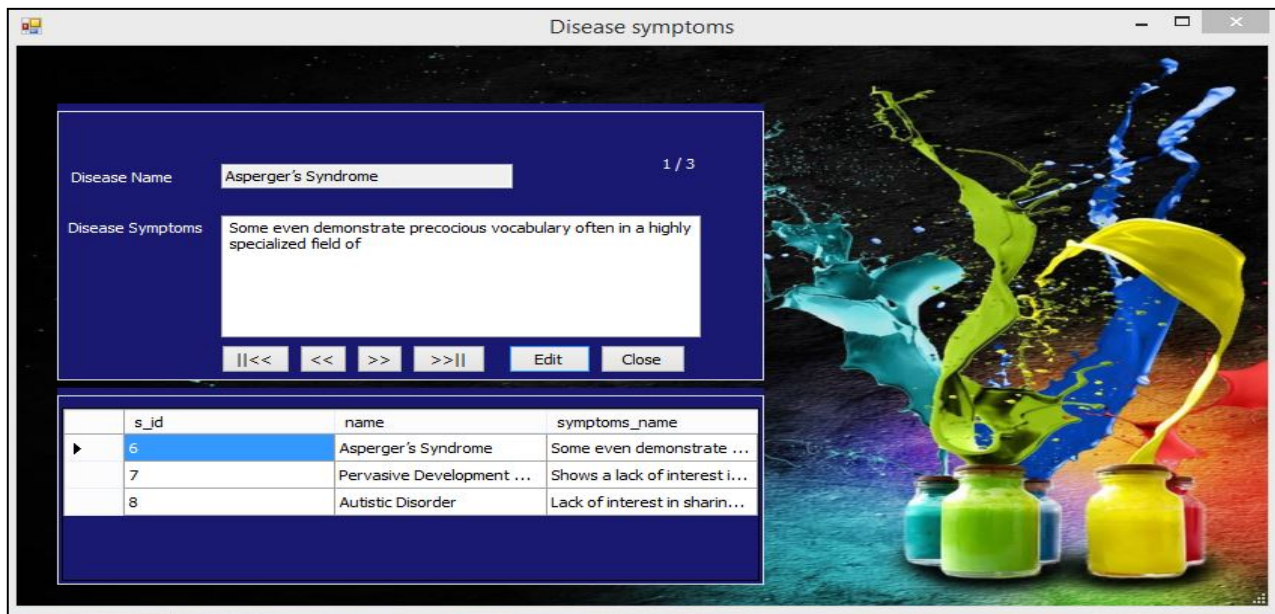 Disease symptoms
1 / 3
Disease Name
Asperger's Syndrome
Disease Symptoms
Some even demonstrate precocious vocabulary often in a highly
specialized field of
||<< << >> >>|| Edit Close
s_id name symptoms_name
6 Asperger's Syndrome Some even demonstrate ...
7 Pervasive Development ... Shows a lack of interest i...
8 Autistic Disorder Lack of interest in sharin...